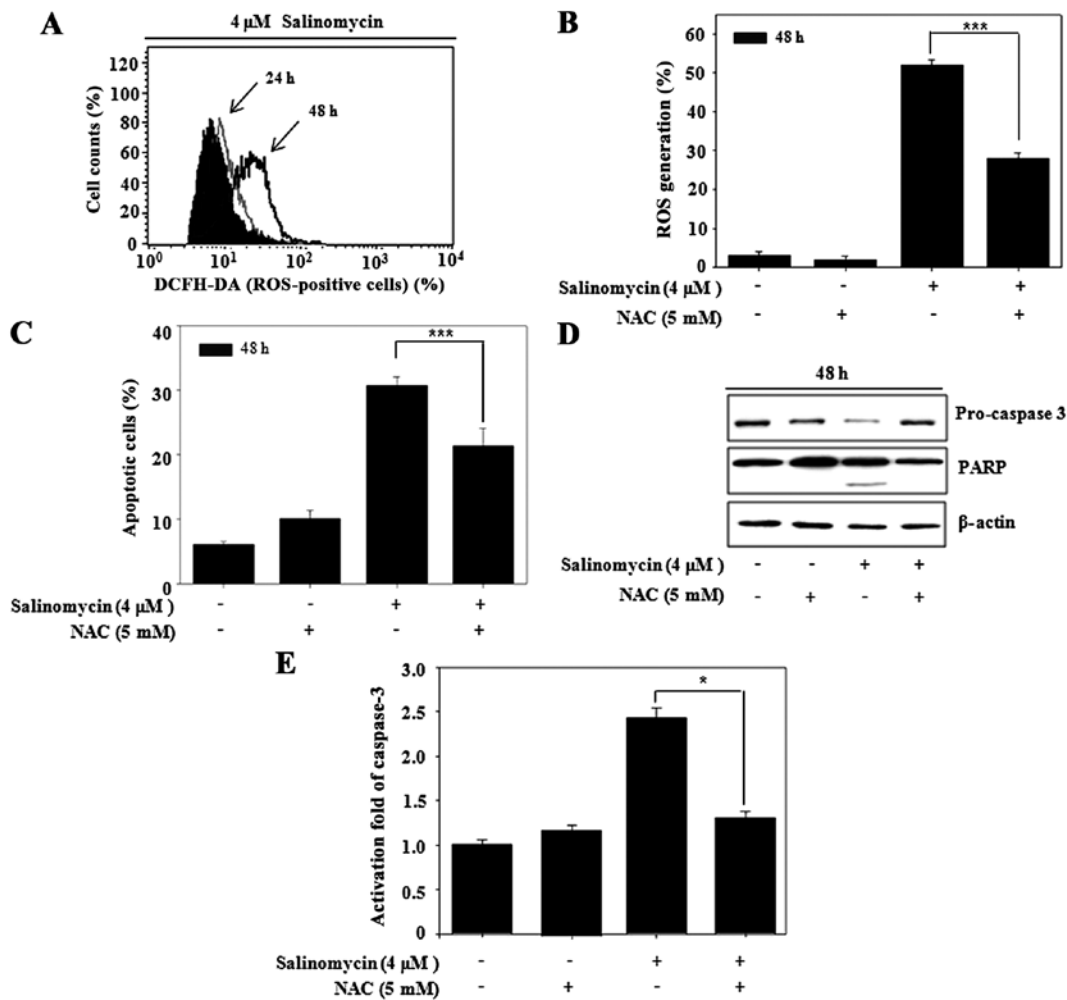 A
4 µM Salinomycin
120
100
80
60
40
20
0
24 h
48 h
Cell counts (%)
10⁰ 10¹ 10² 10³ 10⁴
DCFH-DA (ROS-positive cells) (%)
B
48 h
***
60
50
40
30
20
10
0
ROS generation (%)
Salinomycin (4 µM ) - - + +
NAC (5 mM) - + - +
C
48 h
***
40
30
20
10
0
Apoptotic cells (%)
Salinomycin (4 µM ) - - + +
NAC (5 mM) - + - +
D
48 h
Pro-caspase 3
PARP
β-actin
Salinomycin (4 µM ) - - + +
NAC (5 mM) - + - +
E
*
3.0
2.5
2.0
1.5
1.0
0.5
0
Activation fold of caspase-3
Salinomycin (4 µM ) - - + +
NAC (5 mM) - + - +